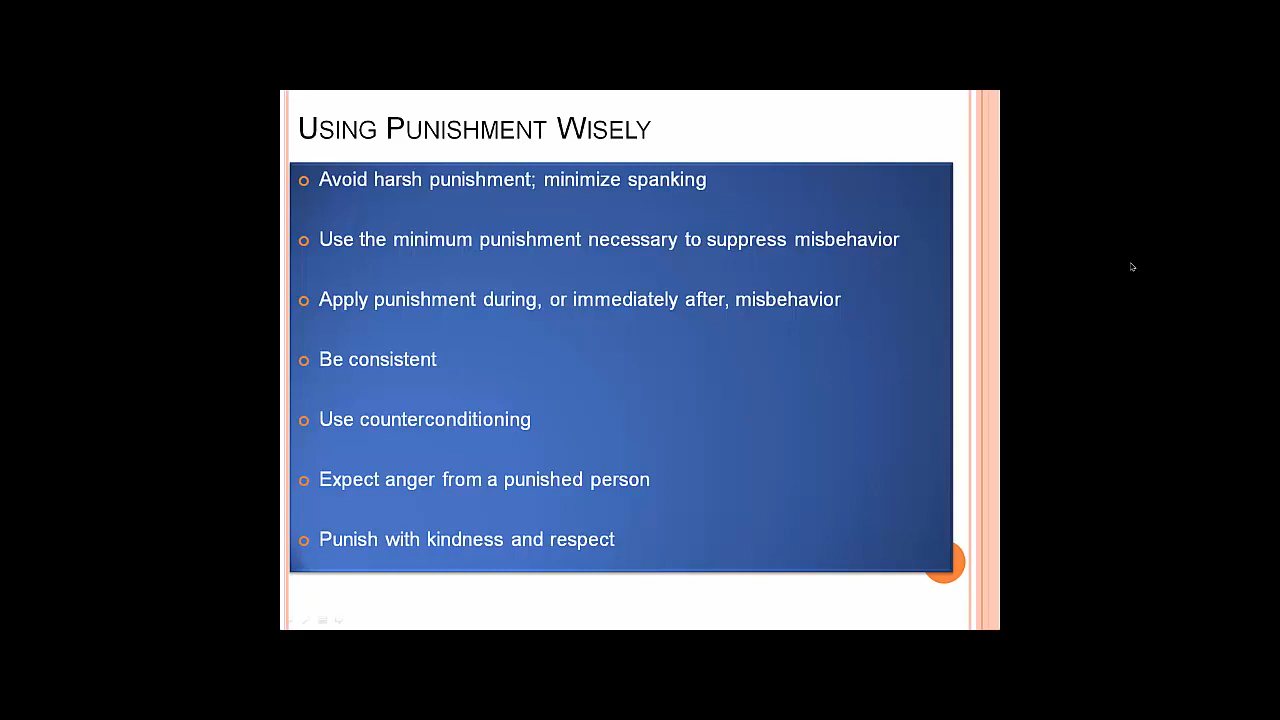 Using Punishment Wisely
Avoid harsh punishment; minimize spanking
Use the minimum punishment necessary to suppress misbehavior
Apply punishment during, or immediately after, misbehavior
Be consistent
Use counterconditioning
Expect anger from a punished person
Punish with kindness and respect